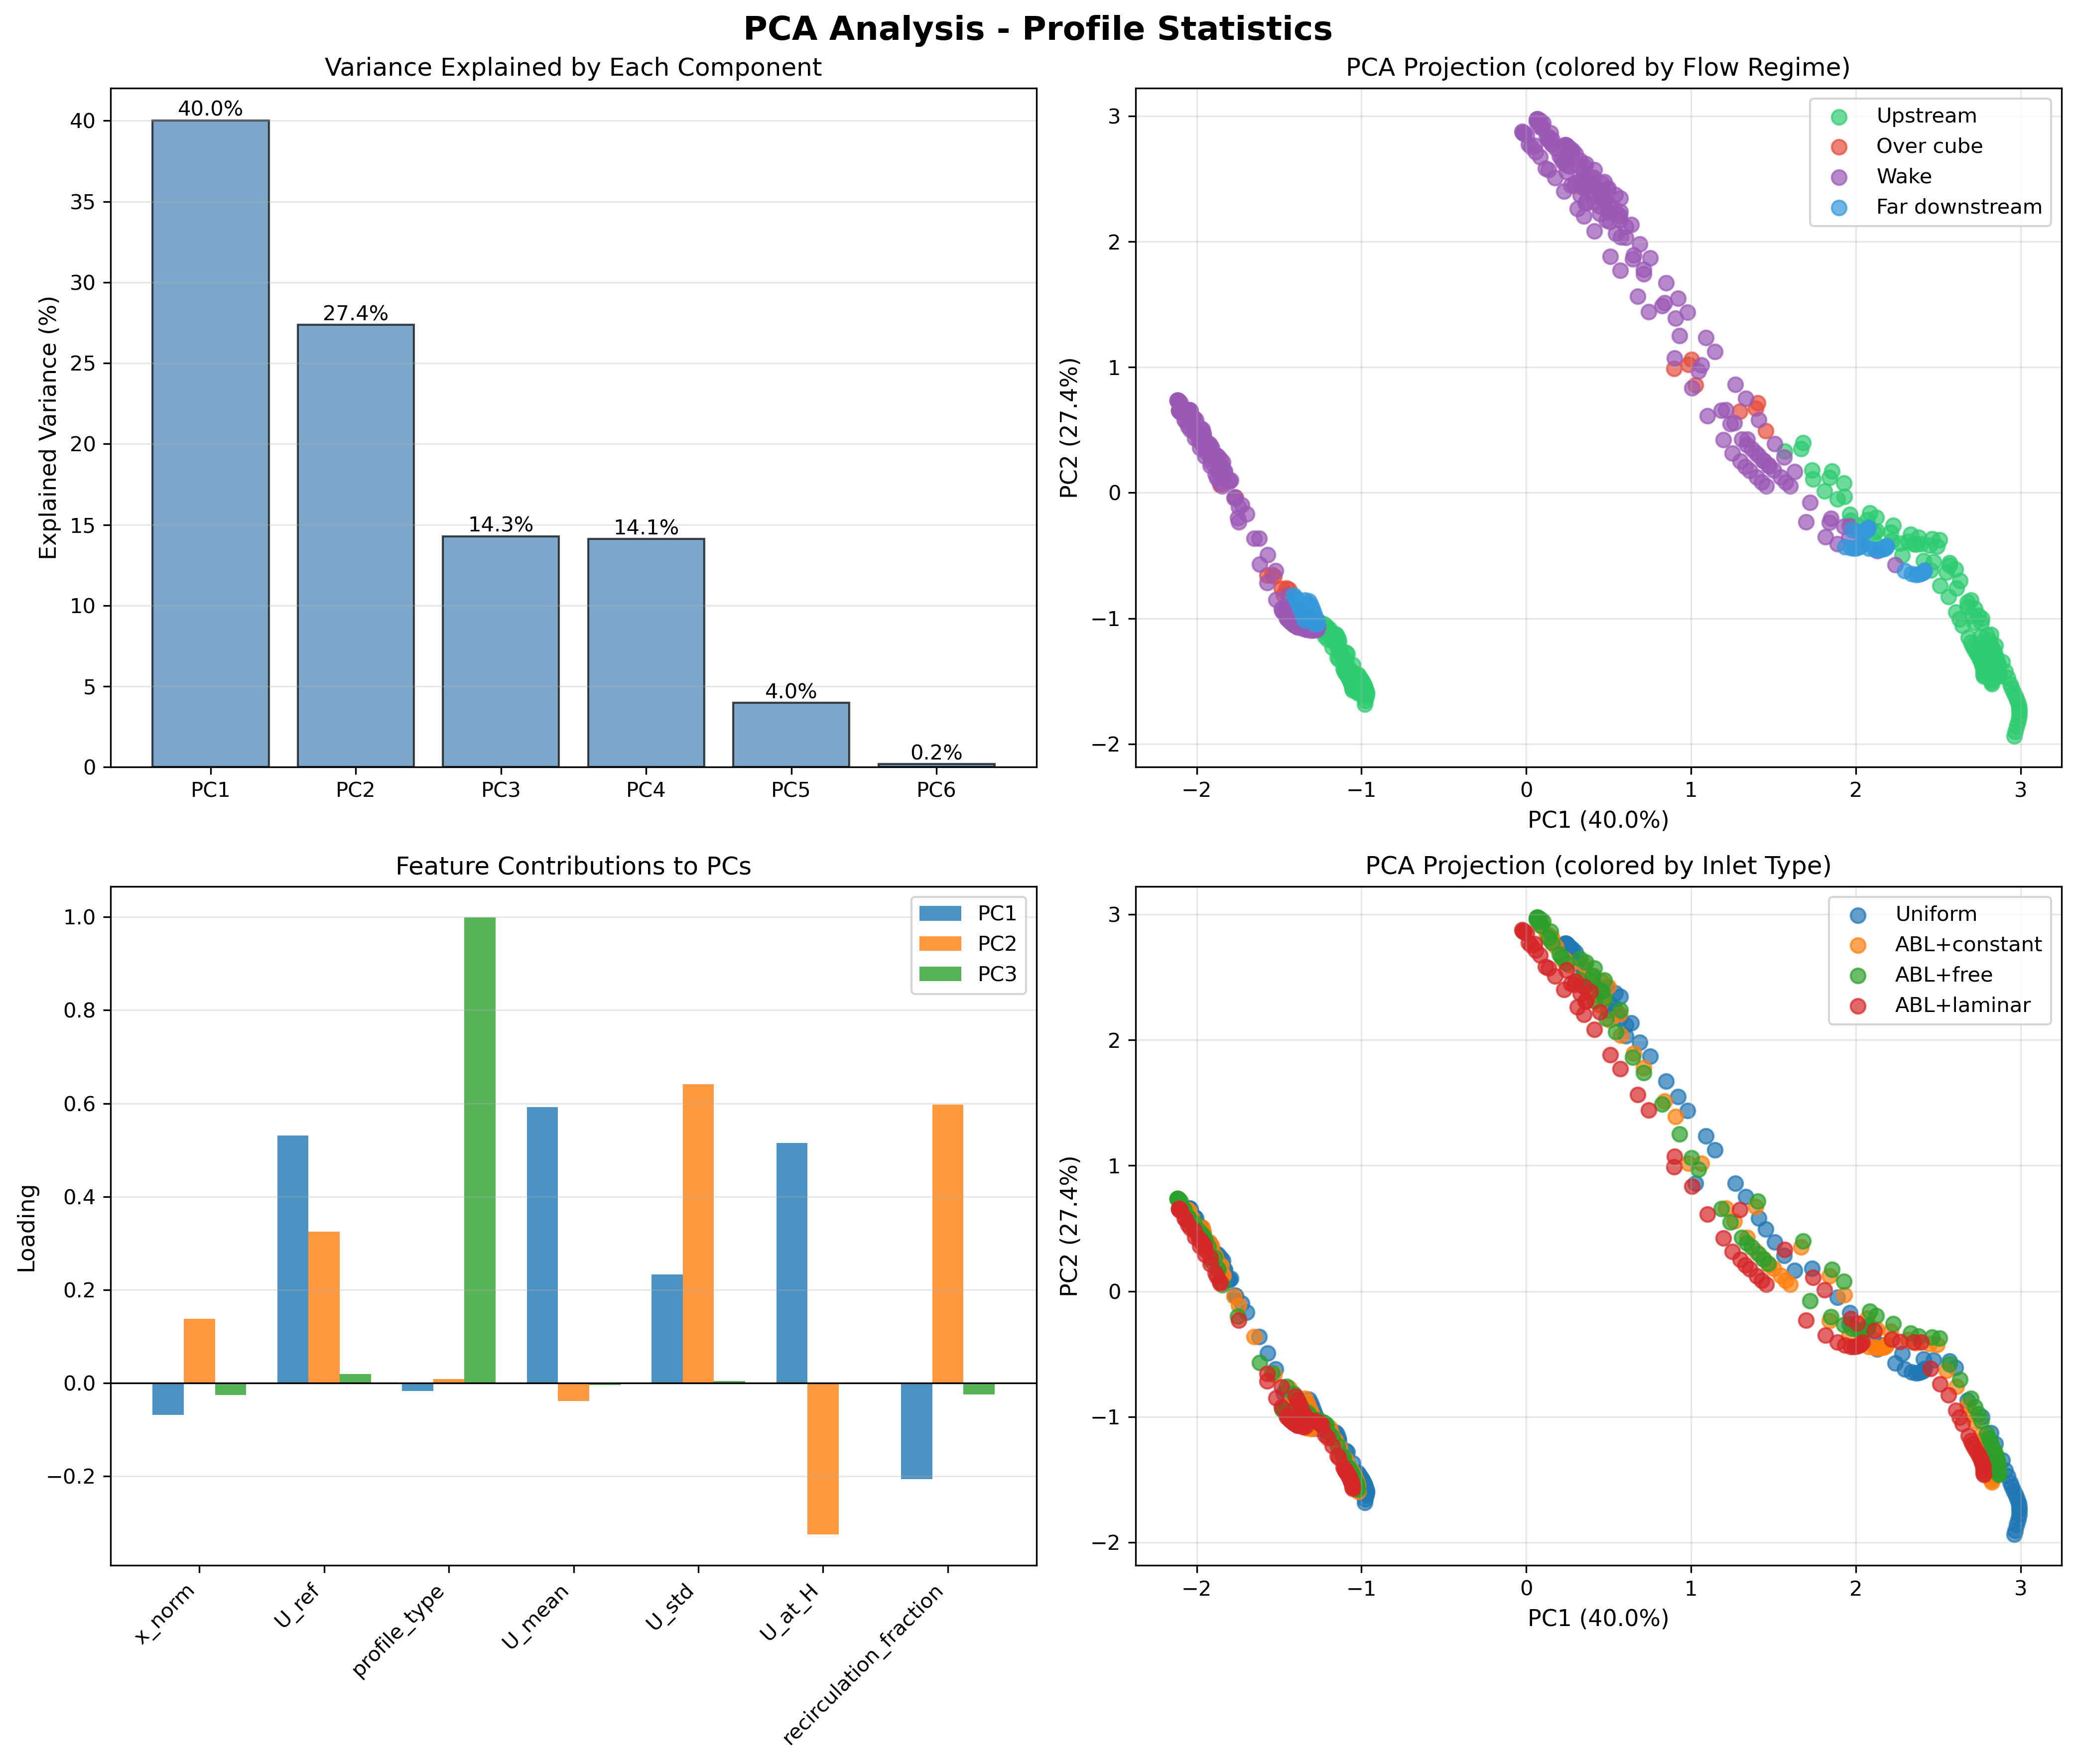 PCA Analysis - Profile Statistics
Variance Explained by Each Component
Explained Variance (%)
40
35
30
25
20
15
10
5
0
40.0%
27.4%
14.3%
14.1%
4.0%
0.2%
PC1 PC2 PC3 PC4 PC5 PC6
PCA Projection (colored by Flow Regime)
PC2 (27.4%)
3
2
1
0
−1
−2
Upstream
Over cube
Wake
Far downstream
−2 −1 0 1 2 3
PC1 (40.0%)
Feature Contributions to PCs
Loading
1.0
0.8
0.6
0.4
0.2
0.0
−0.2
PC1
PC2
PC3
x_norm
U_ref
profile_type
U_mean
U_std
U_at_H
recirculation_fraction
PCA Projection (colored by Inlet Type)
PC2 (27.4%)
3
2
1
0
−1
−2
Uniform
ABL+constant
ABL+free
ABL+laminar
−2 −1 0 1 2 3
PC1 (40.0%)